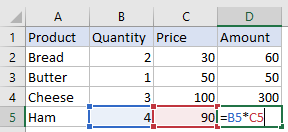 A B C D
1 Product Quantity Price Amount
2 Bread 2 30 60
3 Butter 1 50 50
4 Cheese 3 100 300
5 Ham 4 90 =B5*C5